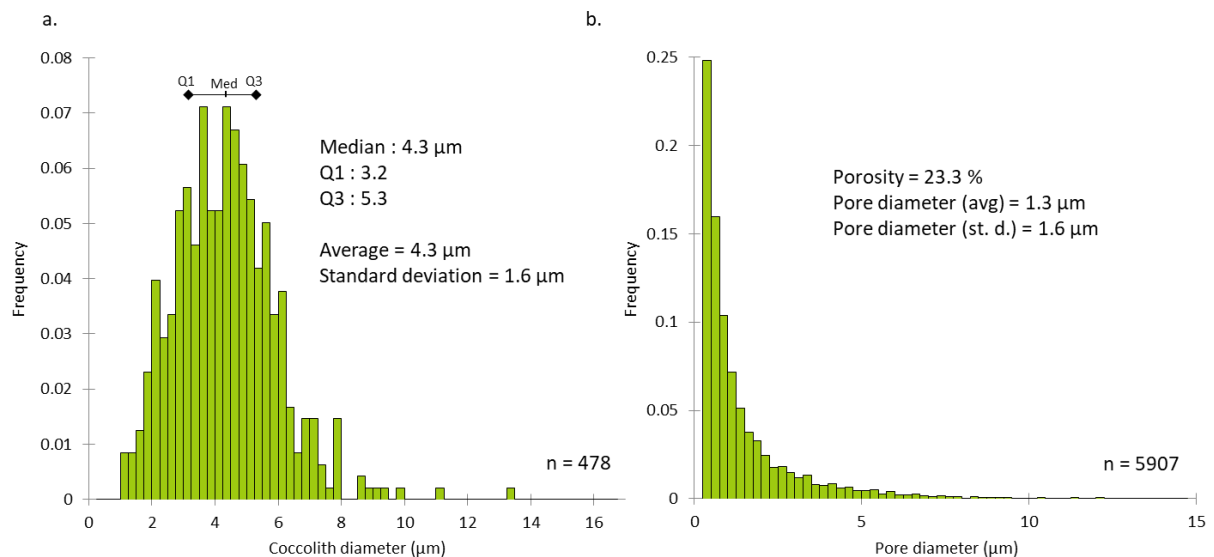 a.
0.08
0.07
0.06
0.05
0.04
0.03
0.02
0.01
0
Frequency
Q1 Med Q3
Median : 4.3 µm
Q1 : 3.2
Q3 : 5.3
Average = 4.3 µm
Standard deviation = 1.6 µm
n = 478
0 2 4 6 8 10 12 14 16
Coccolith diameter (µm)
b.
0.25
0.2
0.15
0.1
0.05
0
Frequency
Porosity = 23.3 %
Pore diameter (avg) = 1.3 µm
Pore diameter (st. d.) = 1.6 µm
n = 5907
0 5 10 15
Pore diameter (µm)